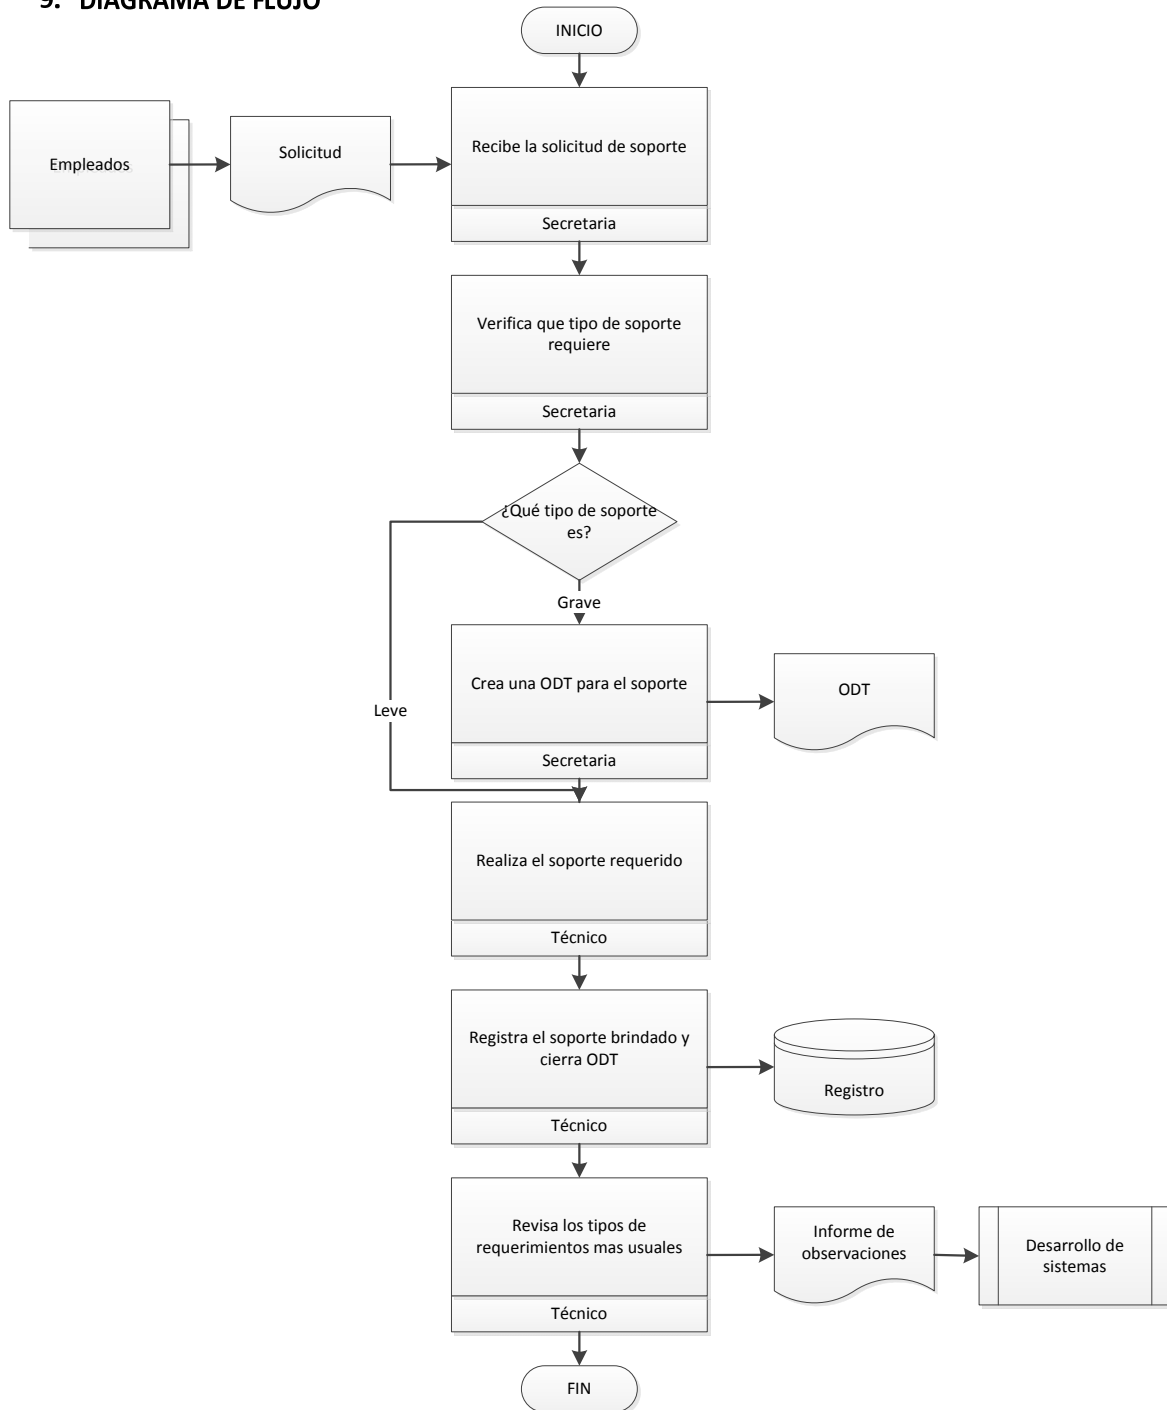 9. DIAGRAMA DE FLUJO
INICIO
Empleados
Solicitud
Recibe la solicitud de soporte
Secretaria
Verifica que tipo de soporte
requiere
Secretaria
¿Qué tipo de soporte
es?
Grave
Leve
Crea una ODT para el soporte
Secretaria
ODT
Realiza el soporte requerido
Técnico
Registra el soporte brindado y
cierra ODT
Técnico
Registro
Revisa los tipos de
requerimientos mas usuales
Técnico
Informe de
observaciones
Desarrollo de
sistemas
FIN